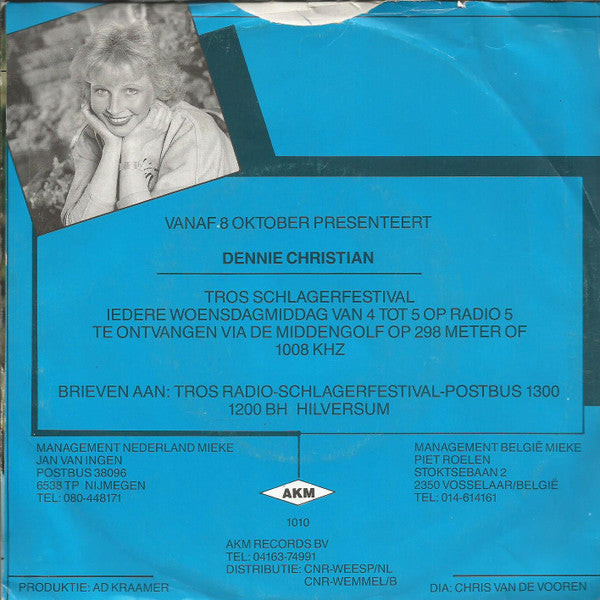 VANAF 8 OKTOBER PRESENTEERT
DENNIE CHRISTIAN
TROS SCHLAGERFESTIVAL
IEDERE WOENSDAGMIDDAG VAN 4 TOT 5 OP RADIO 5
TE ONTVANGEN VIA DE MIDDENGOLF OP 298 METER OF
1008 KHZ
BRIEVEN AAN: TROS RADIO-SCHLAGERFESTIVAL-POSTBUS 1300
1200 BH HILVERSUM
MANAGEMENT NEDERLAND MIEKE
JAN VAN INGEN
POSTBUS 38096
6533 TP NIJMEGEN
TEL: 080-448171
MANAGEMENT BELGIË MIEKE
PIET ROELEN
STOKTSEBAAN 2
2350 VOSSELAAR/BELGIË
TEL: 014-614161
AKM
1010
AKM RECORDS BV
TEL: 04163-74991
DISTRIBUTIE: CNR-WEESP/NL
CNR-WEMMEL/B
PRODUKTIE: AD KRAAMER
DIA: CHRIS VAN DE VOOREN